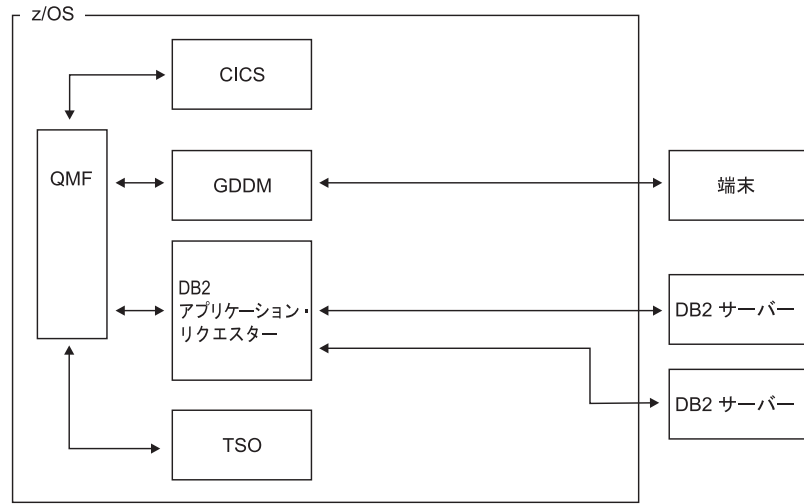 z/OS
CICS
QMF
GDDM
端末
DB2
アプリケーション・
リクエスター
DB2 サーバー
DB2 サーバー
TSO